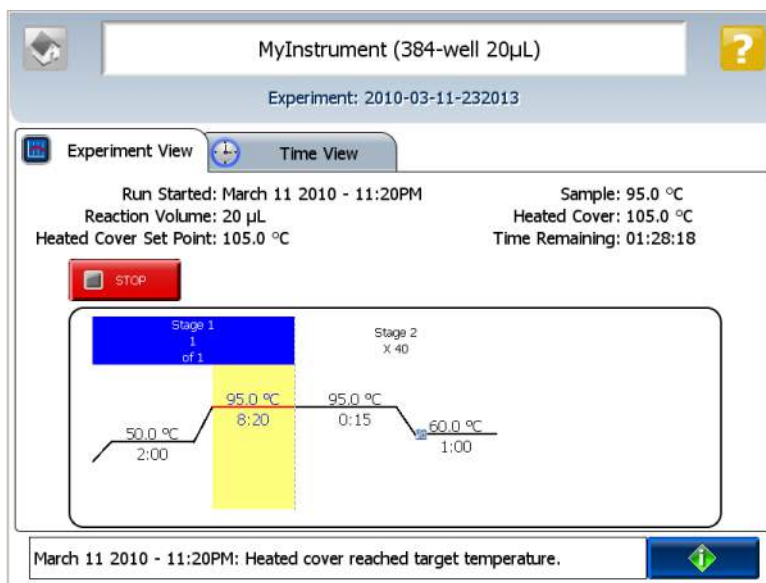 MyInstrument (384-well 20µL)
?
Experiment: 2010-03-11-232013
Experiment View
Time View
Run Started: March 11 2010 - 11:20PM
Sample: 95.0 °C
Reaction Volume: 20 µL
Heated Cover: 105.0 °C
Heated Cover Set Point: 105.0 °C
Time Remaining: 01:28:18
STOP
Stage 1
1
of 1
Stage 2
X 40
50.0 °C
2:00
95.0 °C
8:20
95.0 °C
0:15
60.0 °C
1:00
March 11 2010 - 11:20PM: Heated cover reached target temperature.
i